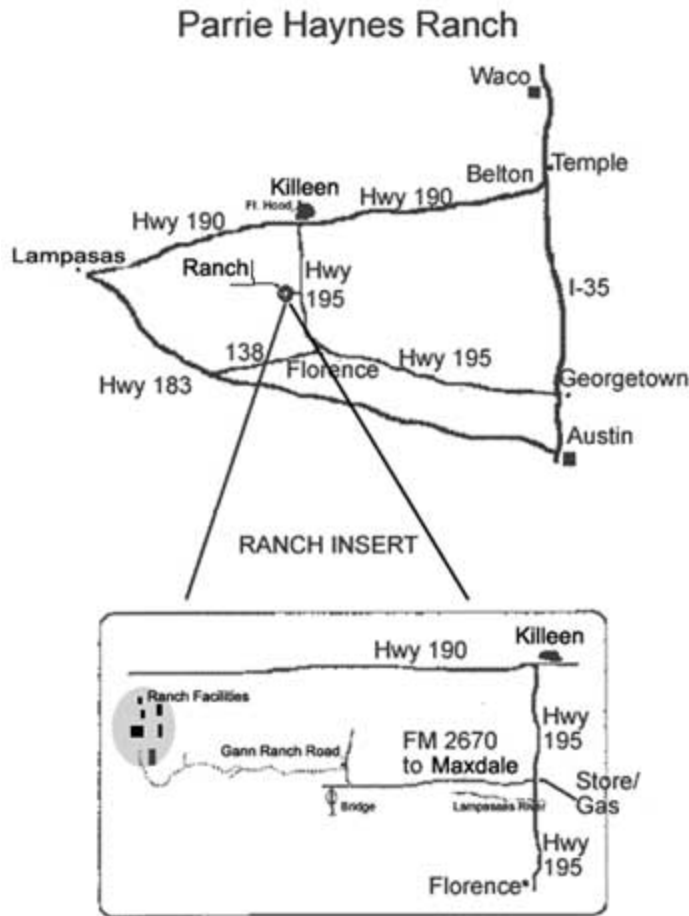 Parrie Haynes Ranch
Waco
Temple
Belton
Killeen
Ft. Hood
Hwy 190
Hwy 190
Lampasas
Ranch
Hwy
195
I-35
138
Hwy 195
Florence
Hwy 183
Georgetown
Austin
RANCH INSERT
Killeen
Hwy 190
Ranch Facilities
Hwy
195
Gann Ranch Road
FM 2670
to Maxdale
Store/
Gas
Bridge
Lampasses River
Hwy
195
Florence